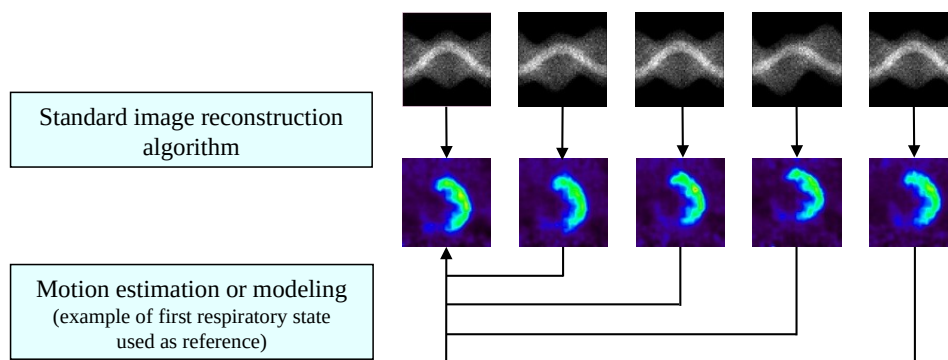 Standard image reconstruction
algorithm
Motion estimation or modeling
(example of first respiratory state
used as reference)